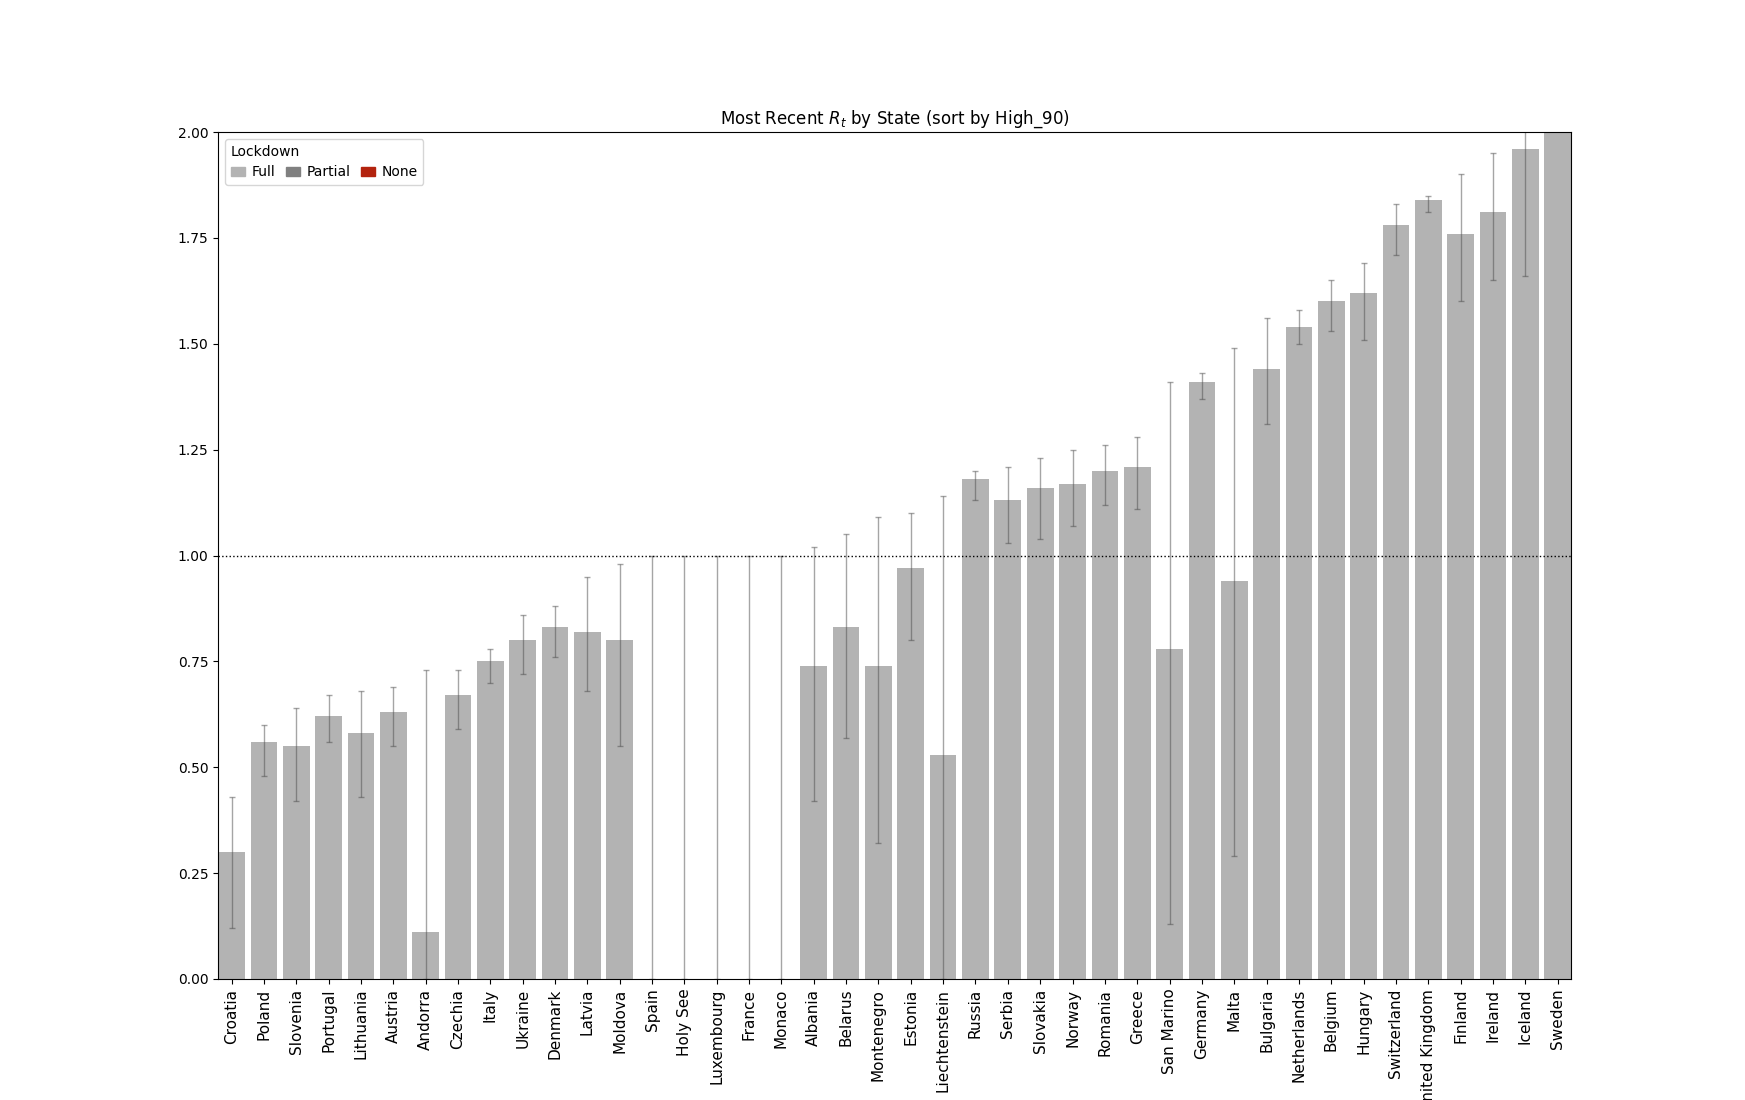 Most Recent R_t by State (sort by High_90)
Lockdown
Full Partial None
2.00
1.75
1.50
1.25
1.00
0.75
0.50
0.25
0.00
Croatia
Poland
Slovenia
Portugal
Lithuania
Austria
Andorra
Czechia
Italy
Ukraine
Denmark
Latvia
Moldova
Spain
Holy See
Luxembourg
France
Monaco
Albania
Belarus
Montenegro
Estonia
Liechtenstein
Russia
Serbia
Slovakia
Norway
Romania
Greece
San Marino
Germany
Malta
Bulgaria
Netherlands
Belgium
Hungary
Switzerland
nited Kingdom
Finland
Ireland
Iceland
Sweden